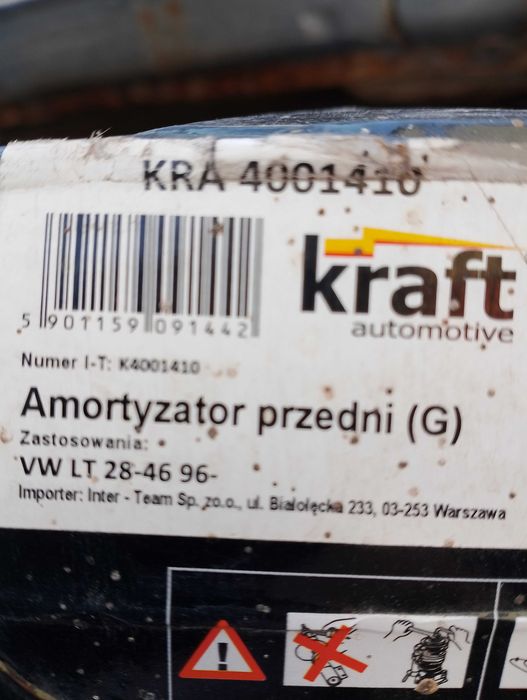 KRA 4001410
kraft
automotive
5 901159 091442
Numer I-T: K4001410
Amortyzator przedni (G)
Zastosowania:
VW LT 28-46 96-
Importer: Inter - Team Sp. zo.o., ul. Białołęcka 233, 03-253 Warszawa